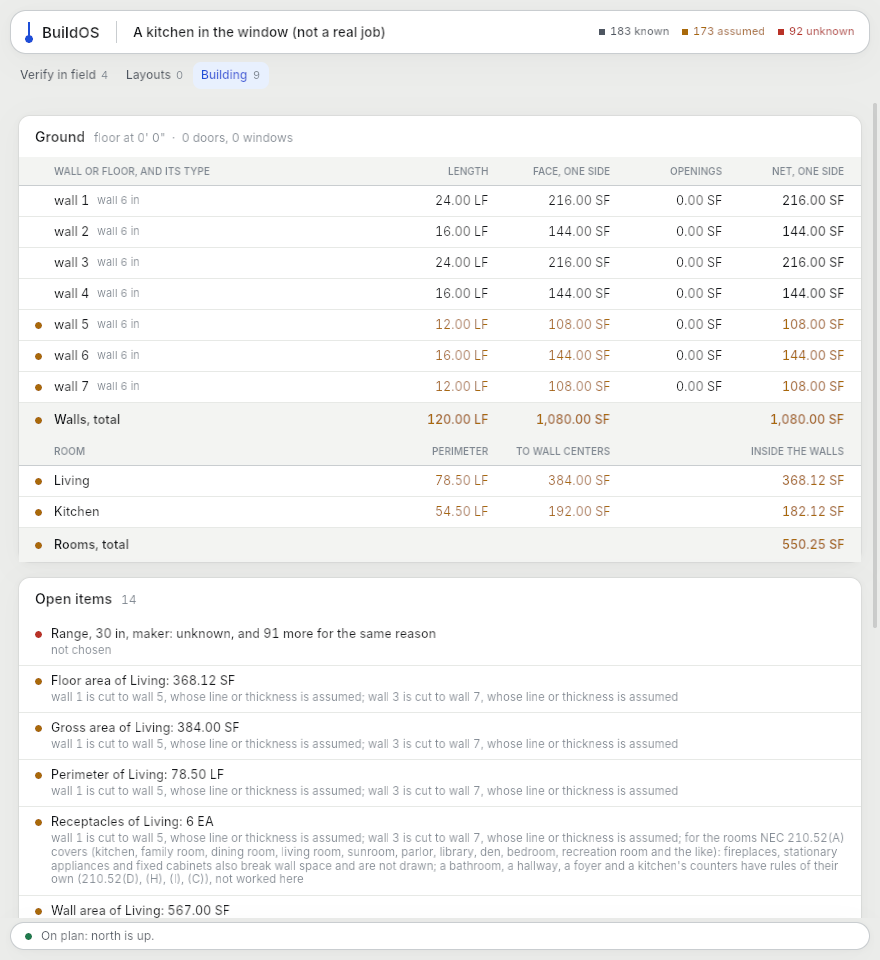 BuildOS
A kitchen in the window (not a real job)
183 known
173 assumed
92 unknown
Verify in field 4
Layouts 0
Building 9
Ground floor at 0' 0" · 0 doors, 0 windows
WALL OR FLOOR, AND ITS TYPE LENGTH FACE, ONE SIDE OPENINGS NET, ONE SIDE
wall 1 wall 6 in 24.00 LF 216.00 SF 0.00 SF 216.00 SF
wall 2 wall 6 in 16.00 LF 144.00 SF 0.00 SF 144.00 SF
wall 3 wall 6 in 24.00 LF 216.00 SF 0.00 SF 216.00 SF
wall 4 wall 6 in 16.00 LF 144.00 SF 0.00 SF 144.00 SF
wall 5 wall 6 in 12.00 LF 108.00 SF 0.00 SF 108.00 SF
wall 6 wall 6 in 16.00 LF 144.00 SF 0.00 SF 144.00 SF
wall 7 wall 6 in 12.00 LF 108.00 SF 0.00 SF 108.00 SF
Walls, total 120.00 LF 1,080.00 SF 1,080.00 SF
ROOM PERIMETER TO WALL CENTERS INSIDE THE WALLS
Living 78.50 LF 384.00 SF 368.12 SF
Kitchen 54.50 LF 192.00 SF 182.12 SF
Rooms, total 550.25 SF
Open items 14
Range, 30 in, maker: unknown, and 91 more for the same reason
not chosen
Floor area of Living: 368.12 SF
wall 1 is cut to wall 5, whose line or thickness is assumed; wall 3 is cut to wall 7, whose line or thickness is assumed
Gross area of Living: 384.00 SF
wall 1 is cut to wall 5, whose line or thickness is assumed; wall 3 is cut to wall 7, whose line or thickness is assumed
Perimeter of Living: 78.50 LF
wall 1 is cut to wall 5, whose line or thickness is assumed; wall 3 is cut to wall 7, whose line or thickness is assumed
Receptacles of Living: 6 EA
wall 1 is cut to wall 5, whose line or thickness is assumed; wall 3 is cut to wall 7, whose line or thickness is assumed; for the rooms NEC 210.52(A)
covers (kitchen, family room, dining room, living room, sunroom, parlor, library, den, bedroom, recreation room and the like): fireplaces, stationary
appliances and fixed cabinets also break wall space and are not drawn; a bathroom, a hallway, a foyer and a kitchen's counters have rules of their
own (210.52(D), (H), (I), (C)), not worked here
Wall area of Living: 567.00 SF
On plan: north is up.